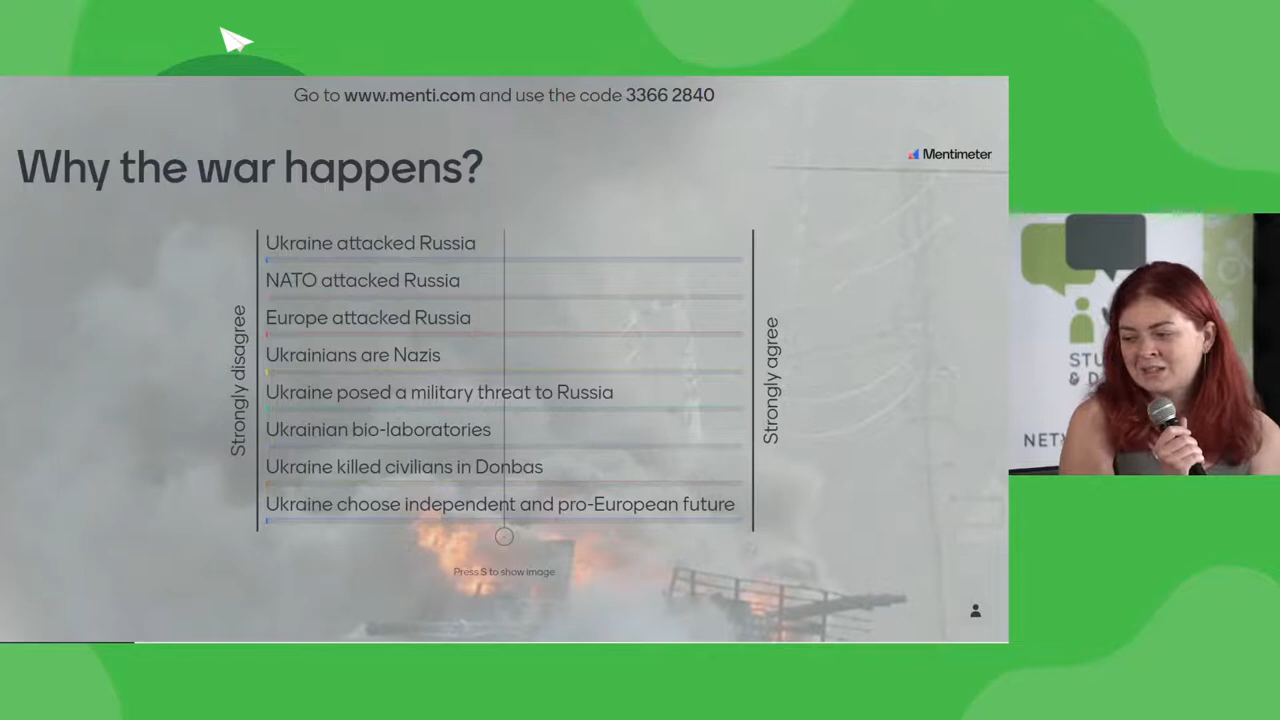 Go to www.menti.com and use the code 3366 2840
Why the war happens?
Mentimeter
Strongly disagree
Ukraine attacked Russia
NATO attacked Russia
Europe attacked Russia
Ukrainians are Nazis
Ukraine posed a military threat to Russia
Ukrainian bio-laboratories
Ukraine killed civilians in Donbas
Ukraine choose independent and pro-European future
Strongly agree
Press S to show image
STU
& D
NET